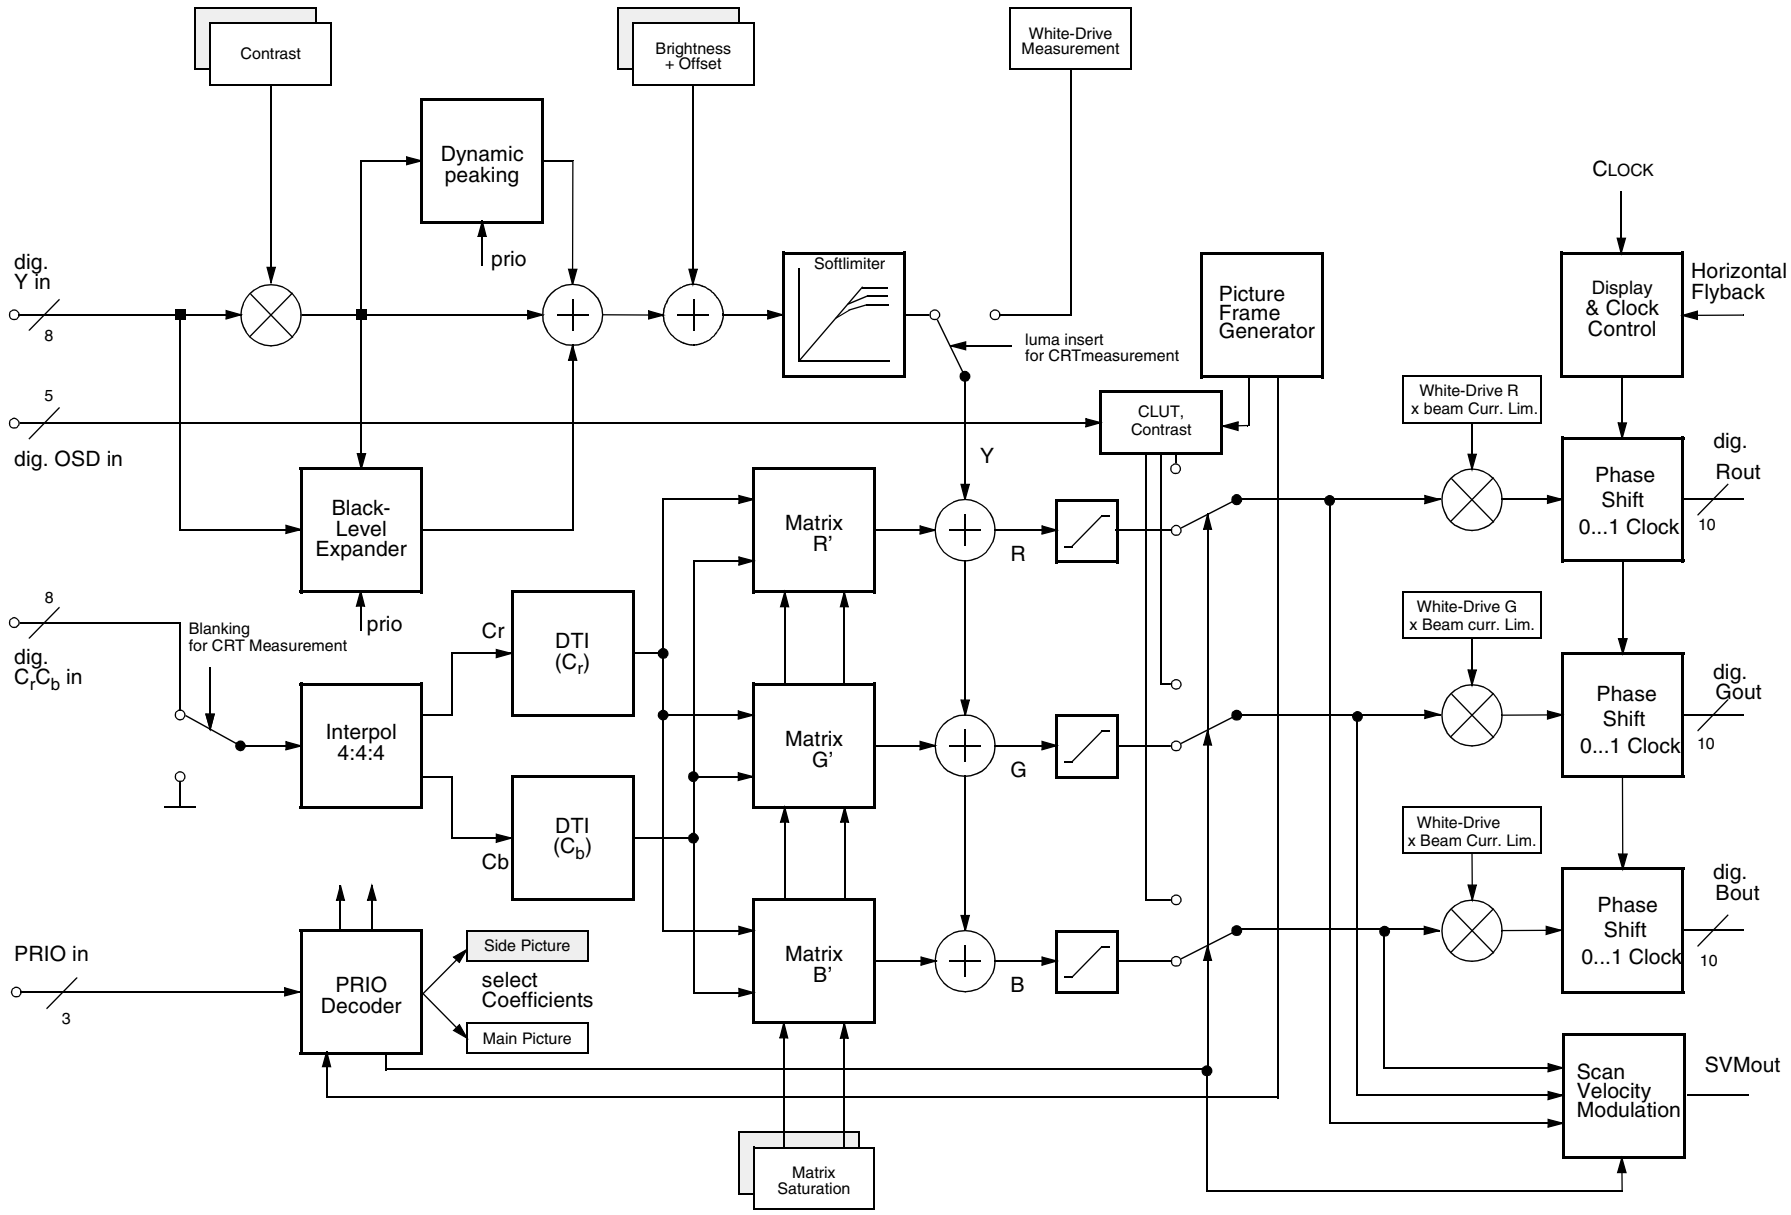 Contrast
Brightness
+ Offset
White-Drive
Measurement
Dynamic
peaking
prio
CLOCK
dig.
Y in
8
Softlimiter
Picture
Frame
Generator
Display
& Clock
Control
Horizontal
Flyback
luma insert
for CRTmeasurement
5
dig. OSD in
CLUT,
Contrast
White-Drive R
x beam Curr. Lim.
Y
Black-
Level
Expander
prio
Matrix
R'
R
Phase
Shift
0...1 Clock
dig.
Rout
10
8
dig.
CrCb in
Blanking
for CRT Measurement
Cr
DTI
(Cr)
White-Drive G
x Beam curr. Lim.
Interpol
4:4:4
Matrix
G'
G
Phase
Shift
0...1 Clock
dig.
Gout
10
Cb
DTI
(Cb)
White-Drive
x Beam Curr. Lim.
PRIO in
3
PRIO
Decoder
Side Picture
select
Coefficients
Main Picture
Matrix
B'
B
Phase
Shift
0...1 Clock
dig.
Bout
10
Scan
Velocity
Modulation
SVMout
Matrix
Saturation